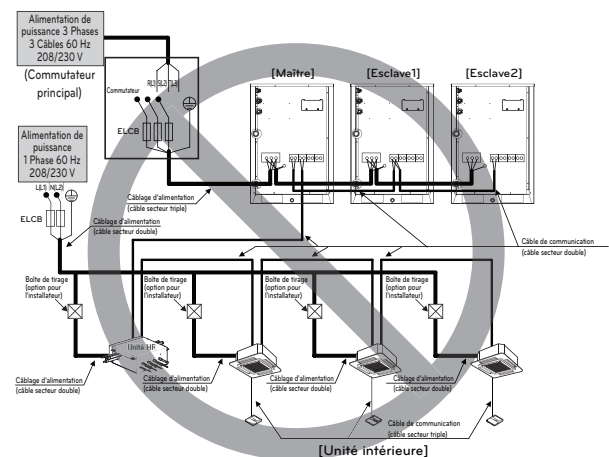 Alimentation de
puissance 3 Phases
3 Câbles 60 Hz
208/230 V
(Commutateur
principal)
Commutateur
R(L1) S(L2) T(L3)
ELCB
[Maître]
[Esclave1]
[Esclave2]
Alimentation de
puissance
1 Phase 60 Hz
208/230 V
L(L1) N(L2)
ELCB
Câblage d'alimentation
(câble secteur double)
Câblage d'alimentation
(câble secteur triple)
Câble de communication
(câble secteur double)
Boîte de tirage
(option pour
l'installateur)
Boîte de tirage
(option pour
l'installateur)
Boîte de tirage
(option pour
l'installateur)
Boîte de tirage
(option pour
l'installateur)
Unité HR
Câblage d'alimentation
(câble secteur double)
Câblage d'alimentation
(câble secteur double)
Câblage d'alimentation
(câble secteur double)
Câblage d'alimentation
(câble secteur double)
Câble de communication
(câble secteur triple)
[Unité intérieure]